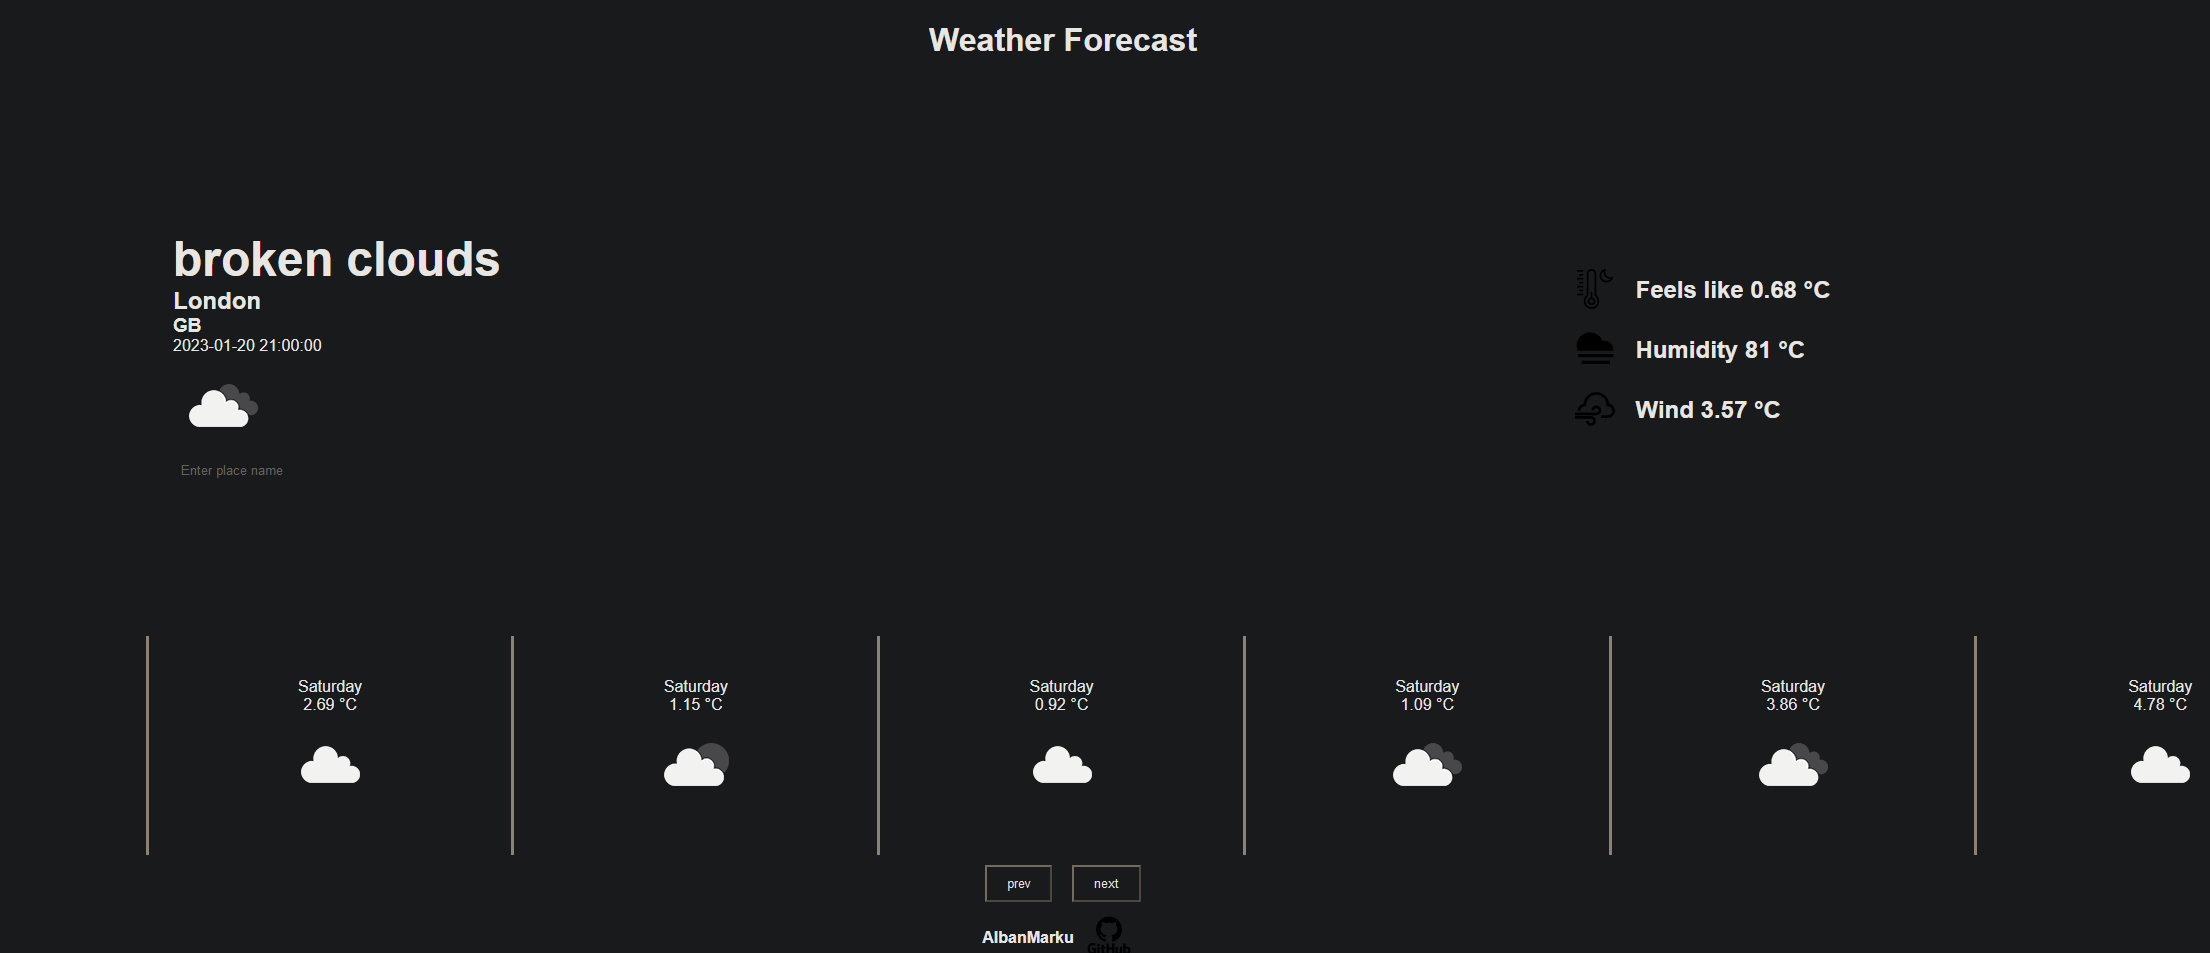 Weather Forecast
broken clouds
London
GB
2023-01-20 21:00:00
Enter place name
Feels like 0.68 °C
Humidity 81 °C
Wind 3.57 °C
Saturday
2.69 °C
Saturday
1.15 °C
Saturday
0.92 °C
Saturday
1.09 °C
Saturday
3.86 °C
Saturday
4.78 °C
prev
next
AlbanMarku
GitHub